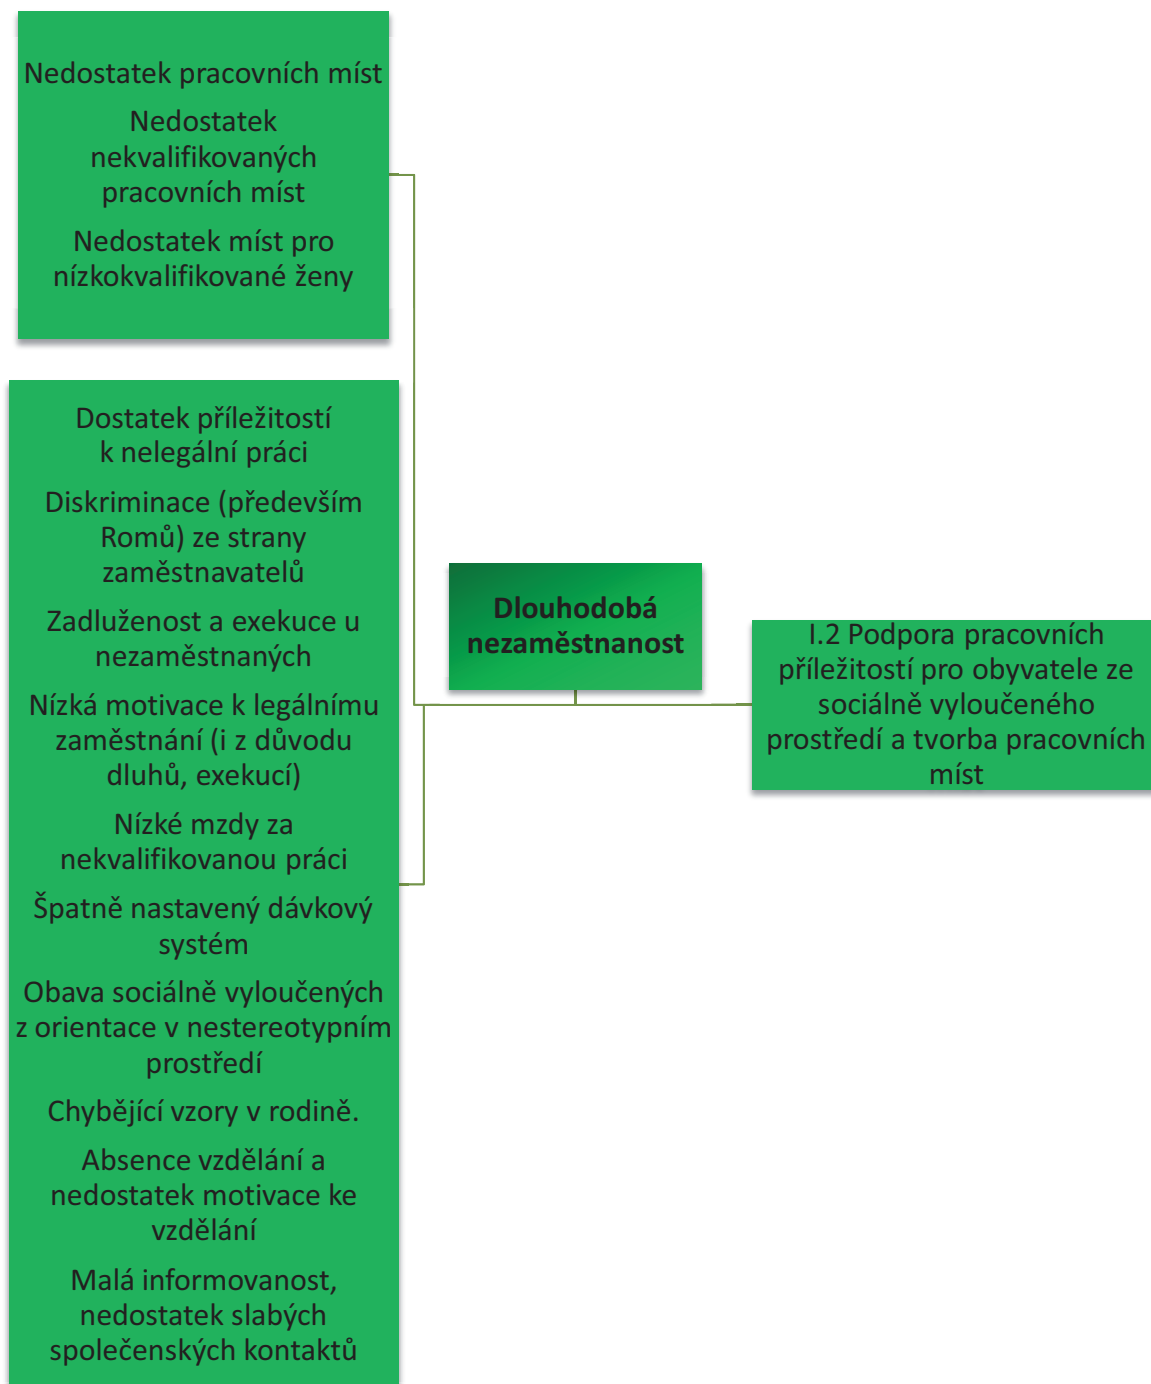 Nedostatek pracovních míst
Nedostatek
nekvalifikovaných
pracovních míst
Nedostatek míst pro
nízkokvalifikované ženy
Dostatek příležitostí
k nelegální práci
Diskriminace (především
Romů) ze strany
zaměstnavatelů
Zadluženost a exekuce u
nezaměstnaných
Nízká motivace k legálnímu
zaměstnání (i z důvodu
dluhů, exekucí)
Nízké mzdy za
nekvalifikovanou práci
Špatně nastavený dávkový
systém
Obava sociálně vyloučených
z orientace v nestereotypním
prostředí
Chybějící vzory v rodině.
Absence vzdělání a
nedostatek motivace ke
vzdělání
Malá informovanost,
nedostatek slabých
společenských kontaktů
Dlouhodobá
nezaměstnanost
I.2 Podpora pracovních
příležitostí pro obyvatele ze
sociálně vyloučeného
prostředí a tvorba pracovních
míst